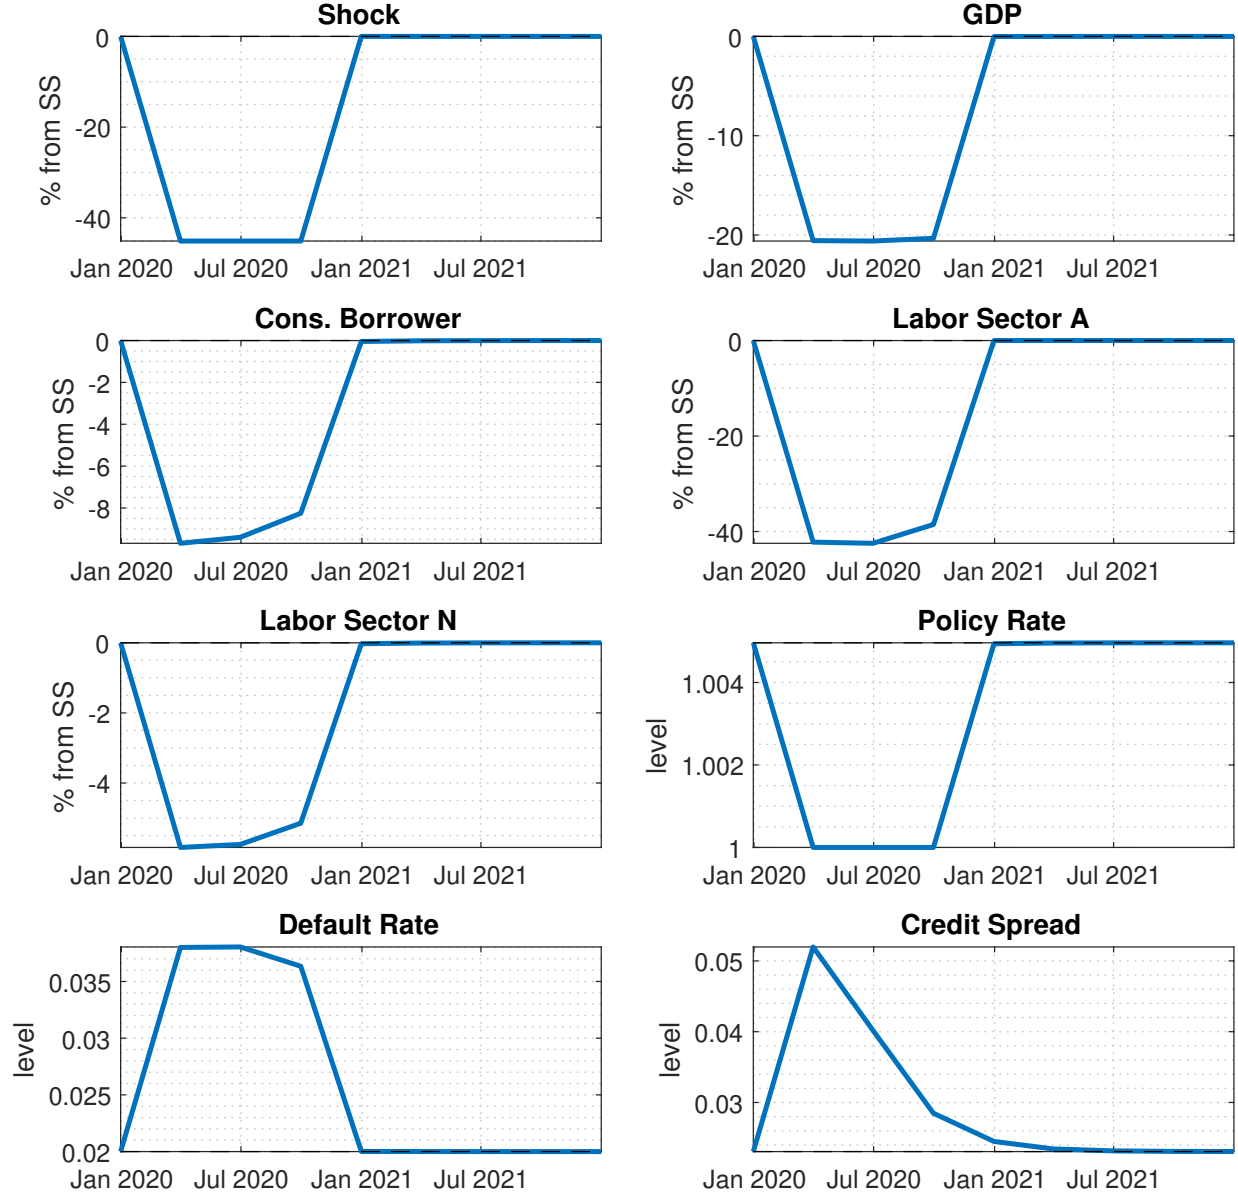 Shock
% from SS
0
-20
-40
Jan 2020 Jul 2020 Jan 2021 Jul 2021
GDP
% from SS
0
-10
-20
Jan 2020 Jul 2020 Jan 2021 Jul 2021
Cons. Borrower
% from SS
0
-2
-4
-6
-8
Jan 2020 Jul 2020 Jan 2021 Jul 2021
Labor Sector A
% from SS
0
-20
-40
Jan 2020 Jul 2020 Jan 2021 Jul 2021
Labor Sector N
% from SS
0
-2
-4
Jan 2020 Jul 2020 Jan 2021 Jul 2021
Policy Rate
level
1.004
1.002
1
Jan 2020 Jul 2020 Jan 2021 Jul 2021
Default Rate
level
0.035
0.03
0.025
0.02
Jan 2020 Jul 2020 Jan 2021 Jul 2021
Credit Spread
level
0.05
0.04
0.03
Jan 2020 Jul 2020 Jan 2021 Jul 2021